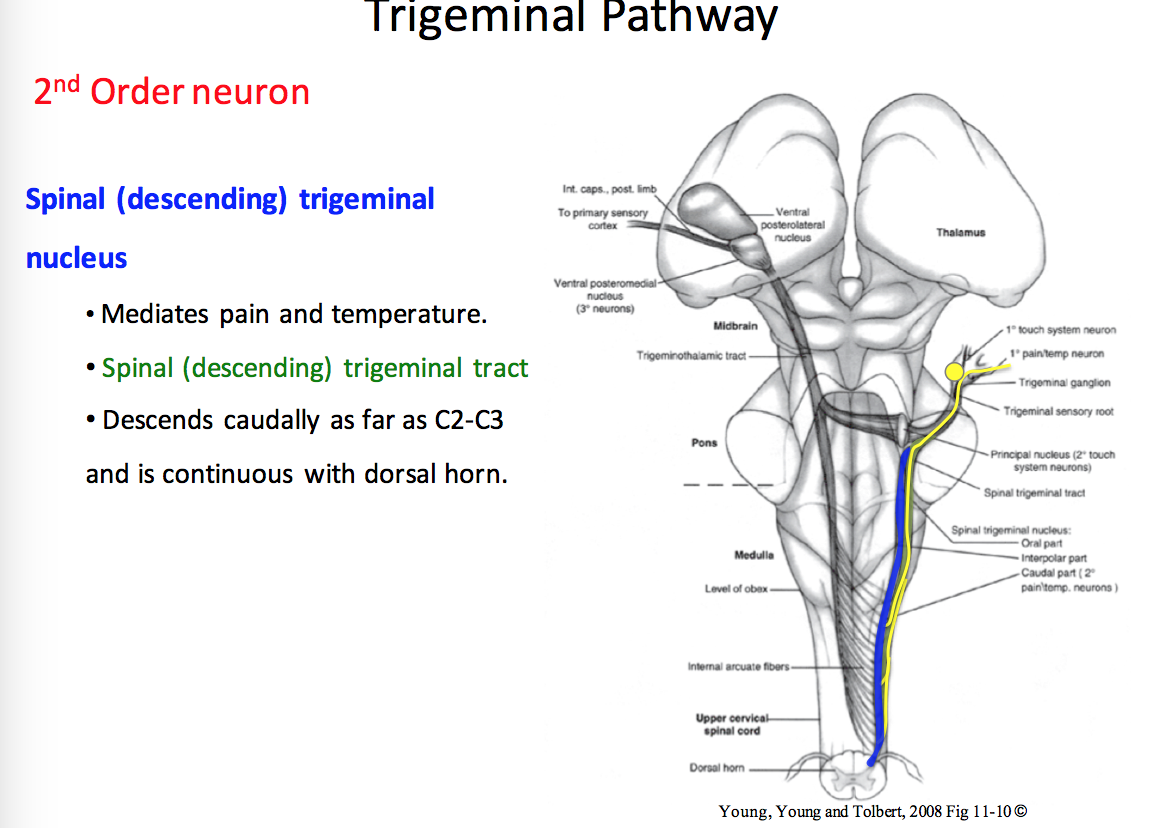 Trigeminal Pathway
2nd Order neuron
Spinal (descending) trigeminal
nucleus
• Mediates pain and temperature.
• Spinal (descending) trigeminal tract
• Descends caudally as far as C2-C3
and is continuous with dorsal horn.
Int. caps., post. limb
To primary sensory
cortex
Ventral
posterolateral
nucleus
Thalamus
Ventral posteromedial
nucleus
(3° neurons)
Midbrain
Trigeminothalamic tract
1° touch system neuron
1° pain/temp neuron
Trigeminal ganglion
Trigeminal sensory root
Pons
Principal nucleus (2° touch
system neurons)
Spinal trigeminal tract
Spinal trigeminal nucleus:
Oral part
Interpolar part
Caudal part ( 2°
pain/temp. neurons )
Medulla
Level of obex
Internal arcuate fibers
Upper cervical
spinal cord
Dorsal horn
Young, Young and Tolbert, 2008 Fig 11-10 ©